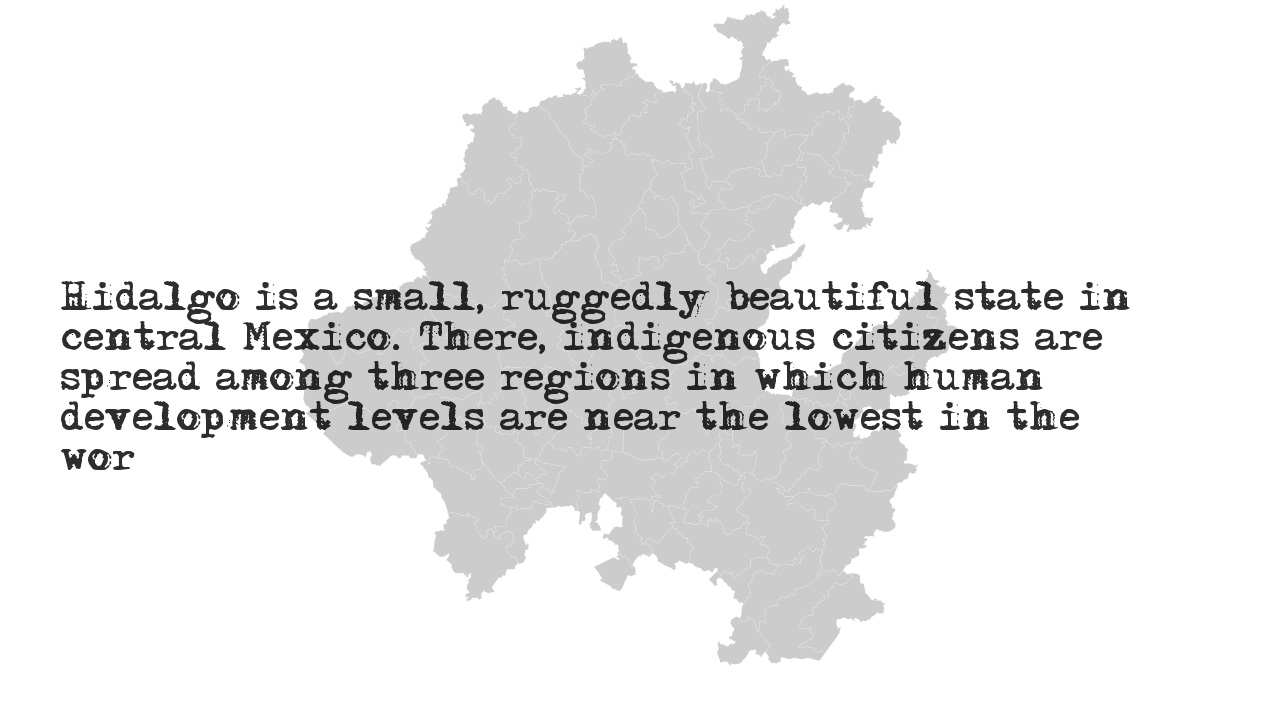 Hidalgo is a small, ruggedly beautiful state in
central Mexico. There, indigenous citizens are
spread among three regions in which human
development levels are near the lowest in the
wor